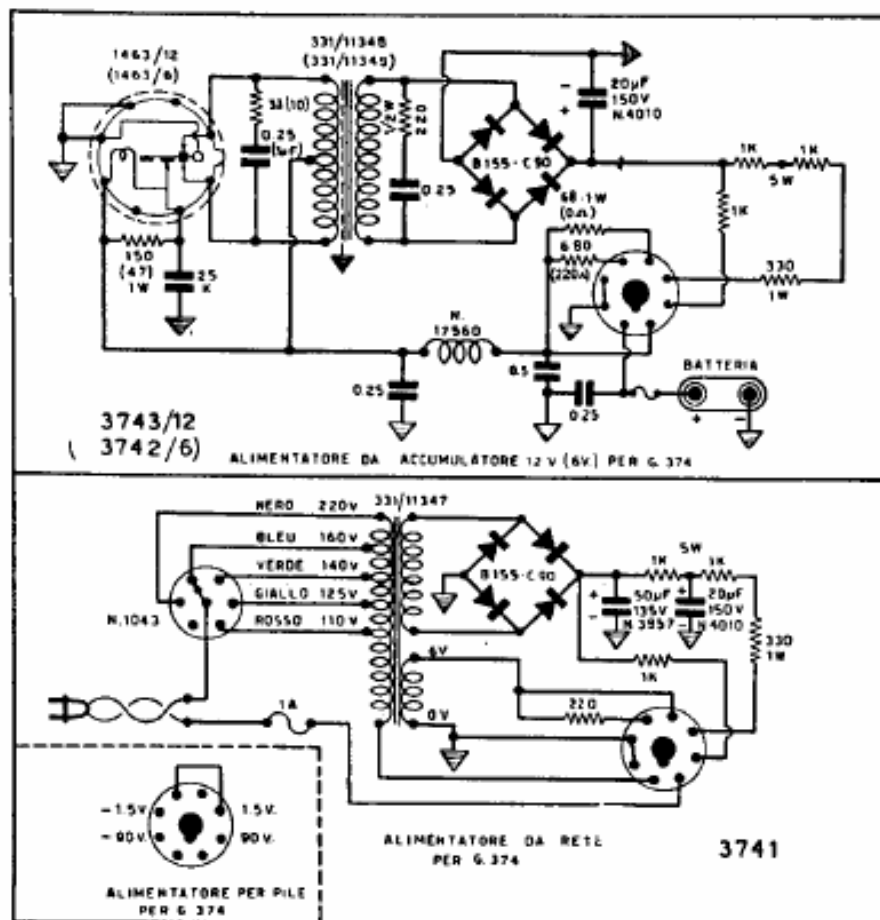 1463/12
(1463/6)
331/11348
(331/11349)
33 (10)
0.25
(1µF)
1/2W
220
0.25
B155-C90
20µF
150V
N.4010
- +
1K
1K
5W
1K
68-1W
(0Ω)
680
(220Ω)
330
1W
150
(47)
1W
25
K
N.
17560
0.25
0.5
0.25
BATTERIA
+ -
3743/12
( 3742/6)
ALIMENTATORE DA ACCUMULATORE 12 V (6V.) PER G. 374
NERO 220V
BLEU 160V
VERDE 140V
GIALLO 125V
ROSSO 110V
331/11347
N.1043
B155-C90
1K
5W
1K
+
-
50µF
135V
N.3957
+
-
20µF
150V
N4010
330
1W
1K
6V
220
0V
1A
-1.5V
1.5V.
-90V.
90V.
ALIMENTATORE PER PILE
PER G 374
ALIMENTATORE DA RETE
PER G. 374
3741